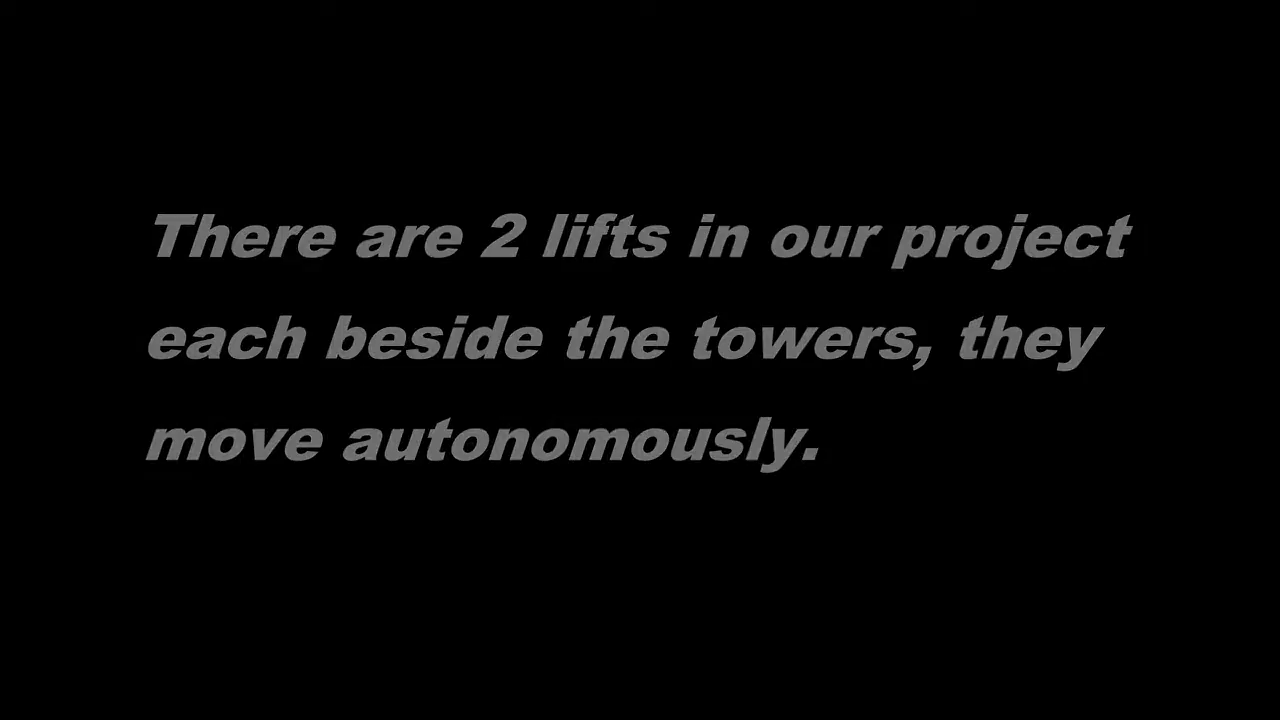 There are 2 lifts in our project
each beside the towers, they
move autonomously.